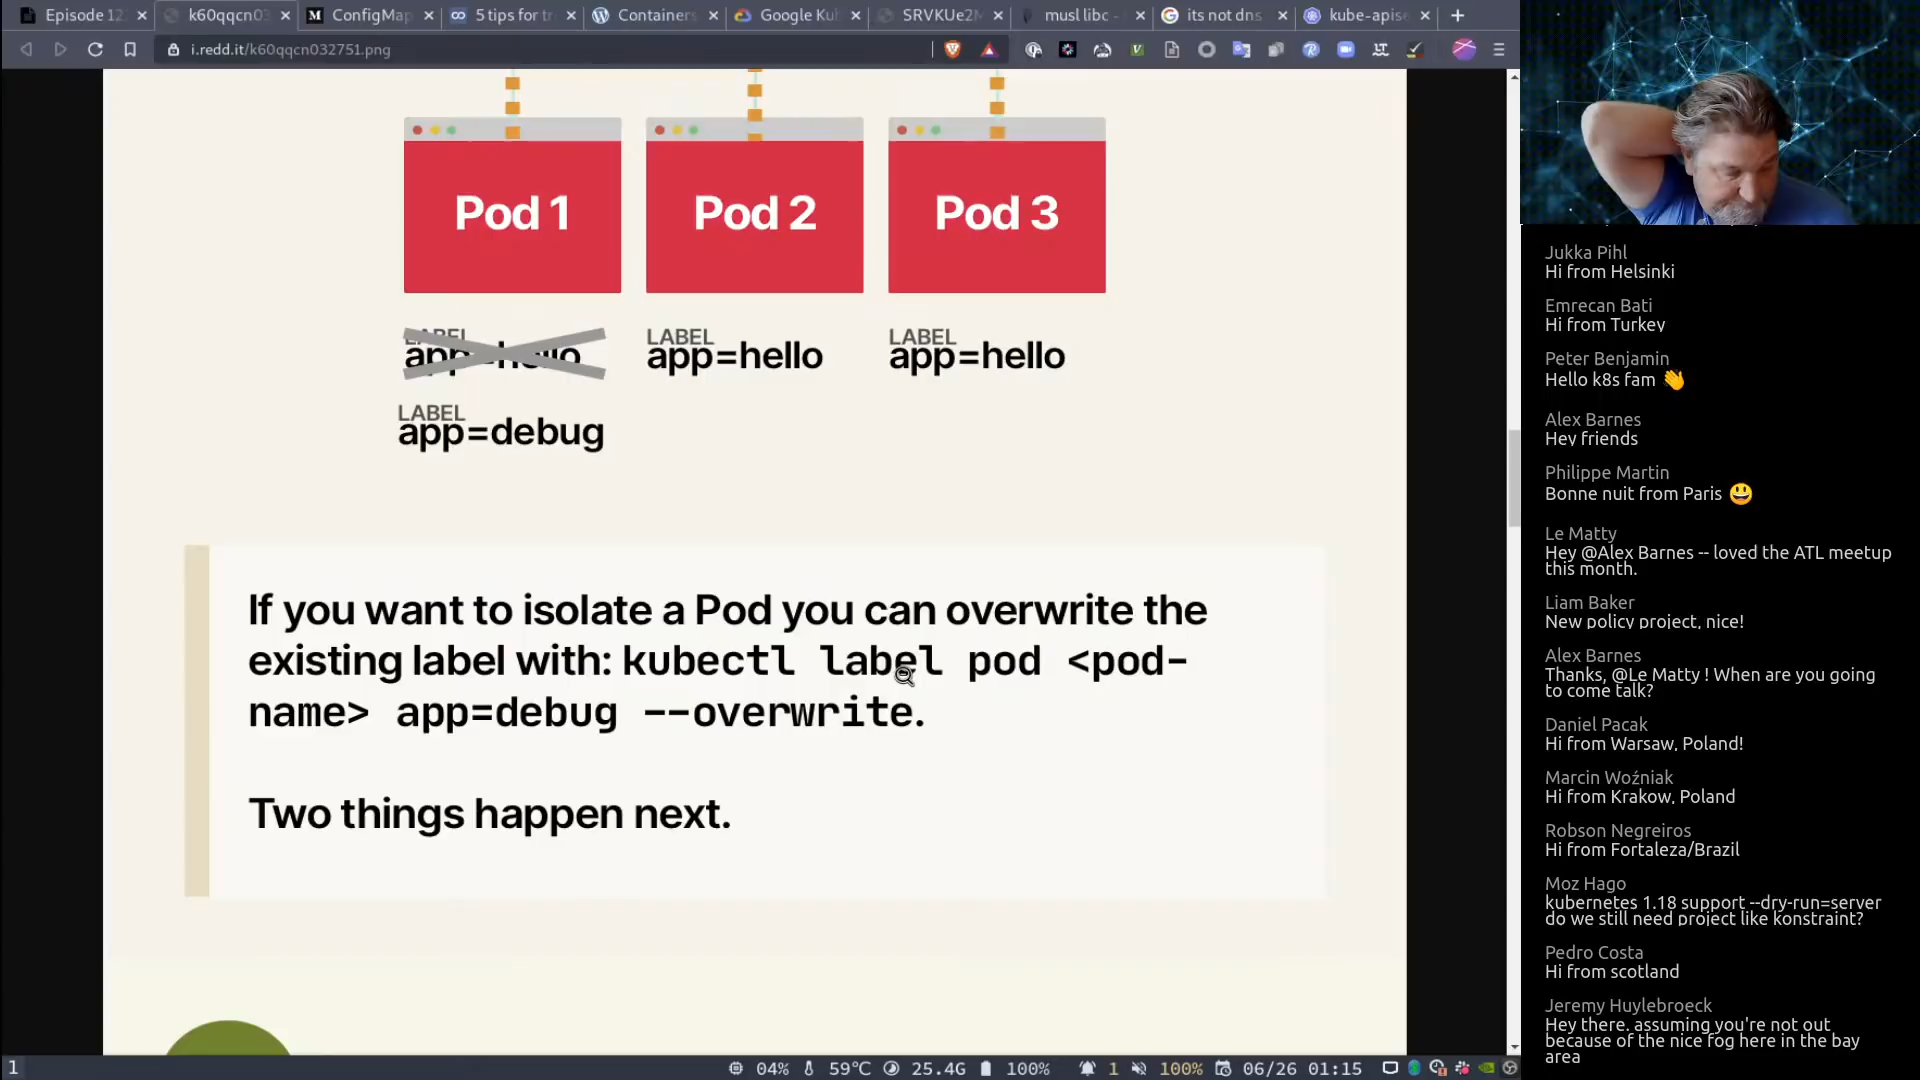 Episode 12
k60qqcn03
ConfigMap
5 tips for tr
Containers
Google Kub
SRVKUe2M
musl libc -
its not dns
kube-apise
i.redd.it/k60qqcn032751.png
Pod 1
Pod 2
Pod 3
LABEL
app=hello
LABEL
app=hello
LABEL
app=hello
LABEL
app=debug
If you want to isolate a Pod you can overwrite the
existing label with: kubectl label pod <pod-
name> app=debug --overwrite.
Two things happen next.
Jukka Pihl
Hi from Helsinki
Emrecan Bati
Hi from Turkey
Peter Benjamin
Hello k8s fam 👋
Alex Barnes
Hey friends
Philippe Martin
Bonne nuit from Paris 😃
Le Matty
Hey @Alex Barnes -- loved the ATL meetup
this month.
Liam Baker
New policy project, nice!
Alex Barnes
Thanks, @Le Matty ! When are you going
to come talk?
Daniel Pacak
Hi from Warsaw, Poland!
Marcin Woźniak
Hi from Krakow, Poland
Robson Negreiros
Hi from Fortaleza/Brazil
Moz Hago
kubernetes 1.18 support --dry-run=server
do we still need project like konstraint?
Pedro Costa
Hi from scotland
Jeremy Huylebroeck
Hey there. assuming you're not out
because of the nice fog here in the bay
area
1
04% 59°C 25.4G 100% 1 100% 06/26 01:15